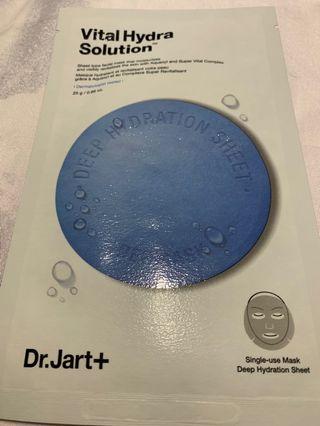 Vital Hydra
Solution™
Sheet type facial mask that moisturizes
and visibly revitalizes the skin with Aquaxyl and Super Vital Complex
Masque hydratant et revitalisant
grâce à Aquaxyl et au Complexe Super Revitalisant
25 g / 0.88 oz.
DEEP HYDRATION SHEET
Dr.Jart+
Single-use Mask
Deep Hydration Sheet